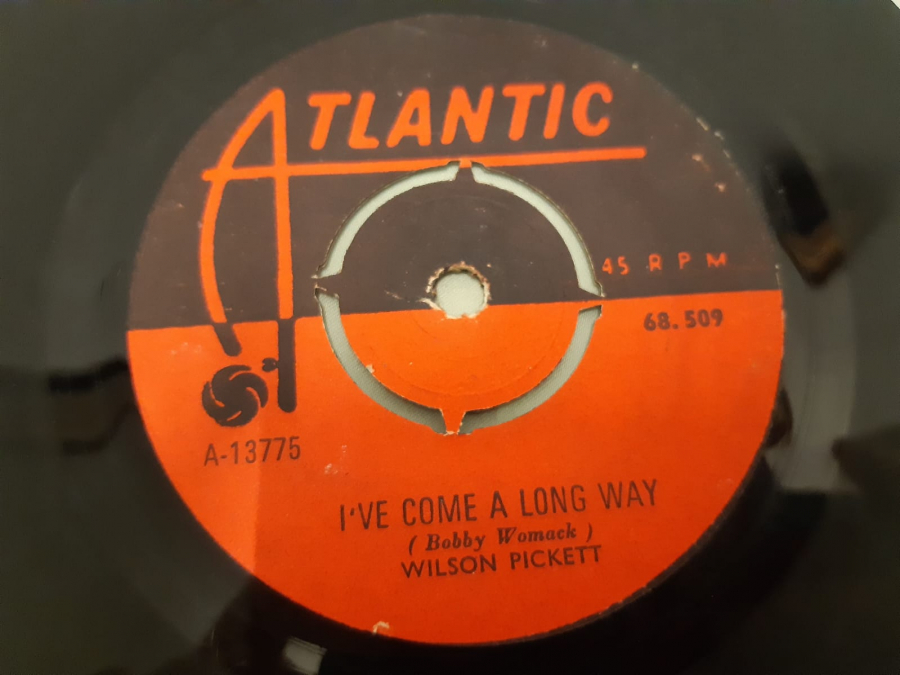 ATLANTIC
45 RPM
68.509
A-13775
I'VE COME A LONG WAY
( Bobby Womack )
WILSON PICKETT